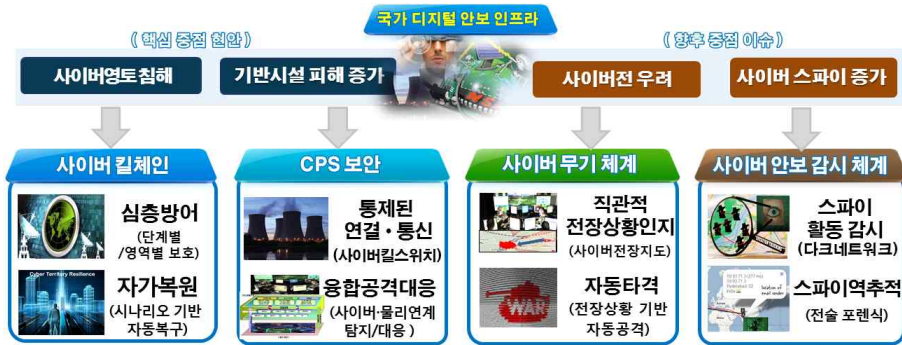 국가 디지털 안보 인프라
( 핵심 중점 현안 )
( 향후 중점 이슈 )
사이버영토침해
기반시설 피해 증가
사이버전 우려
사이버 스파이 증가
사이버 킬체인
심층방어
(단계별
/영역별 보호)
Cyber Territory Resilience
자가복원
(시나리오 기반
자동복구)
CPS 보안
통제된
연결·통신
(사이버킬스위치)
융합공격대응
(사이버·물리연계
탐지/대응 )
사이버 무기 체계
직관적
전장상황인지
(사이버전장지도)
WAR
자동타격
(전장상황 기반
자동공격)
사이버 안보 감시 체계
스파이
활동 감시
(다크네트워크)
location of
email sender
스파이역추적
(전술 포렌식)